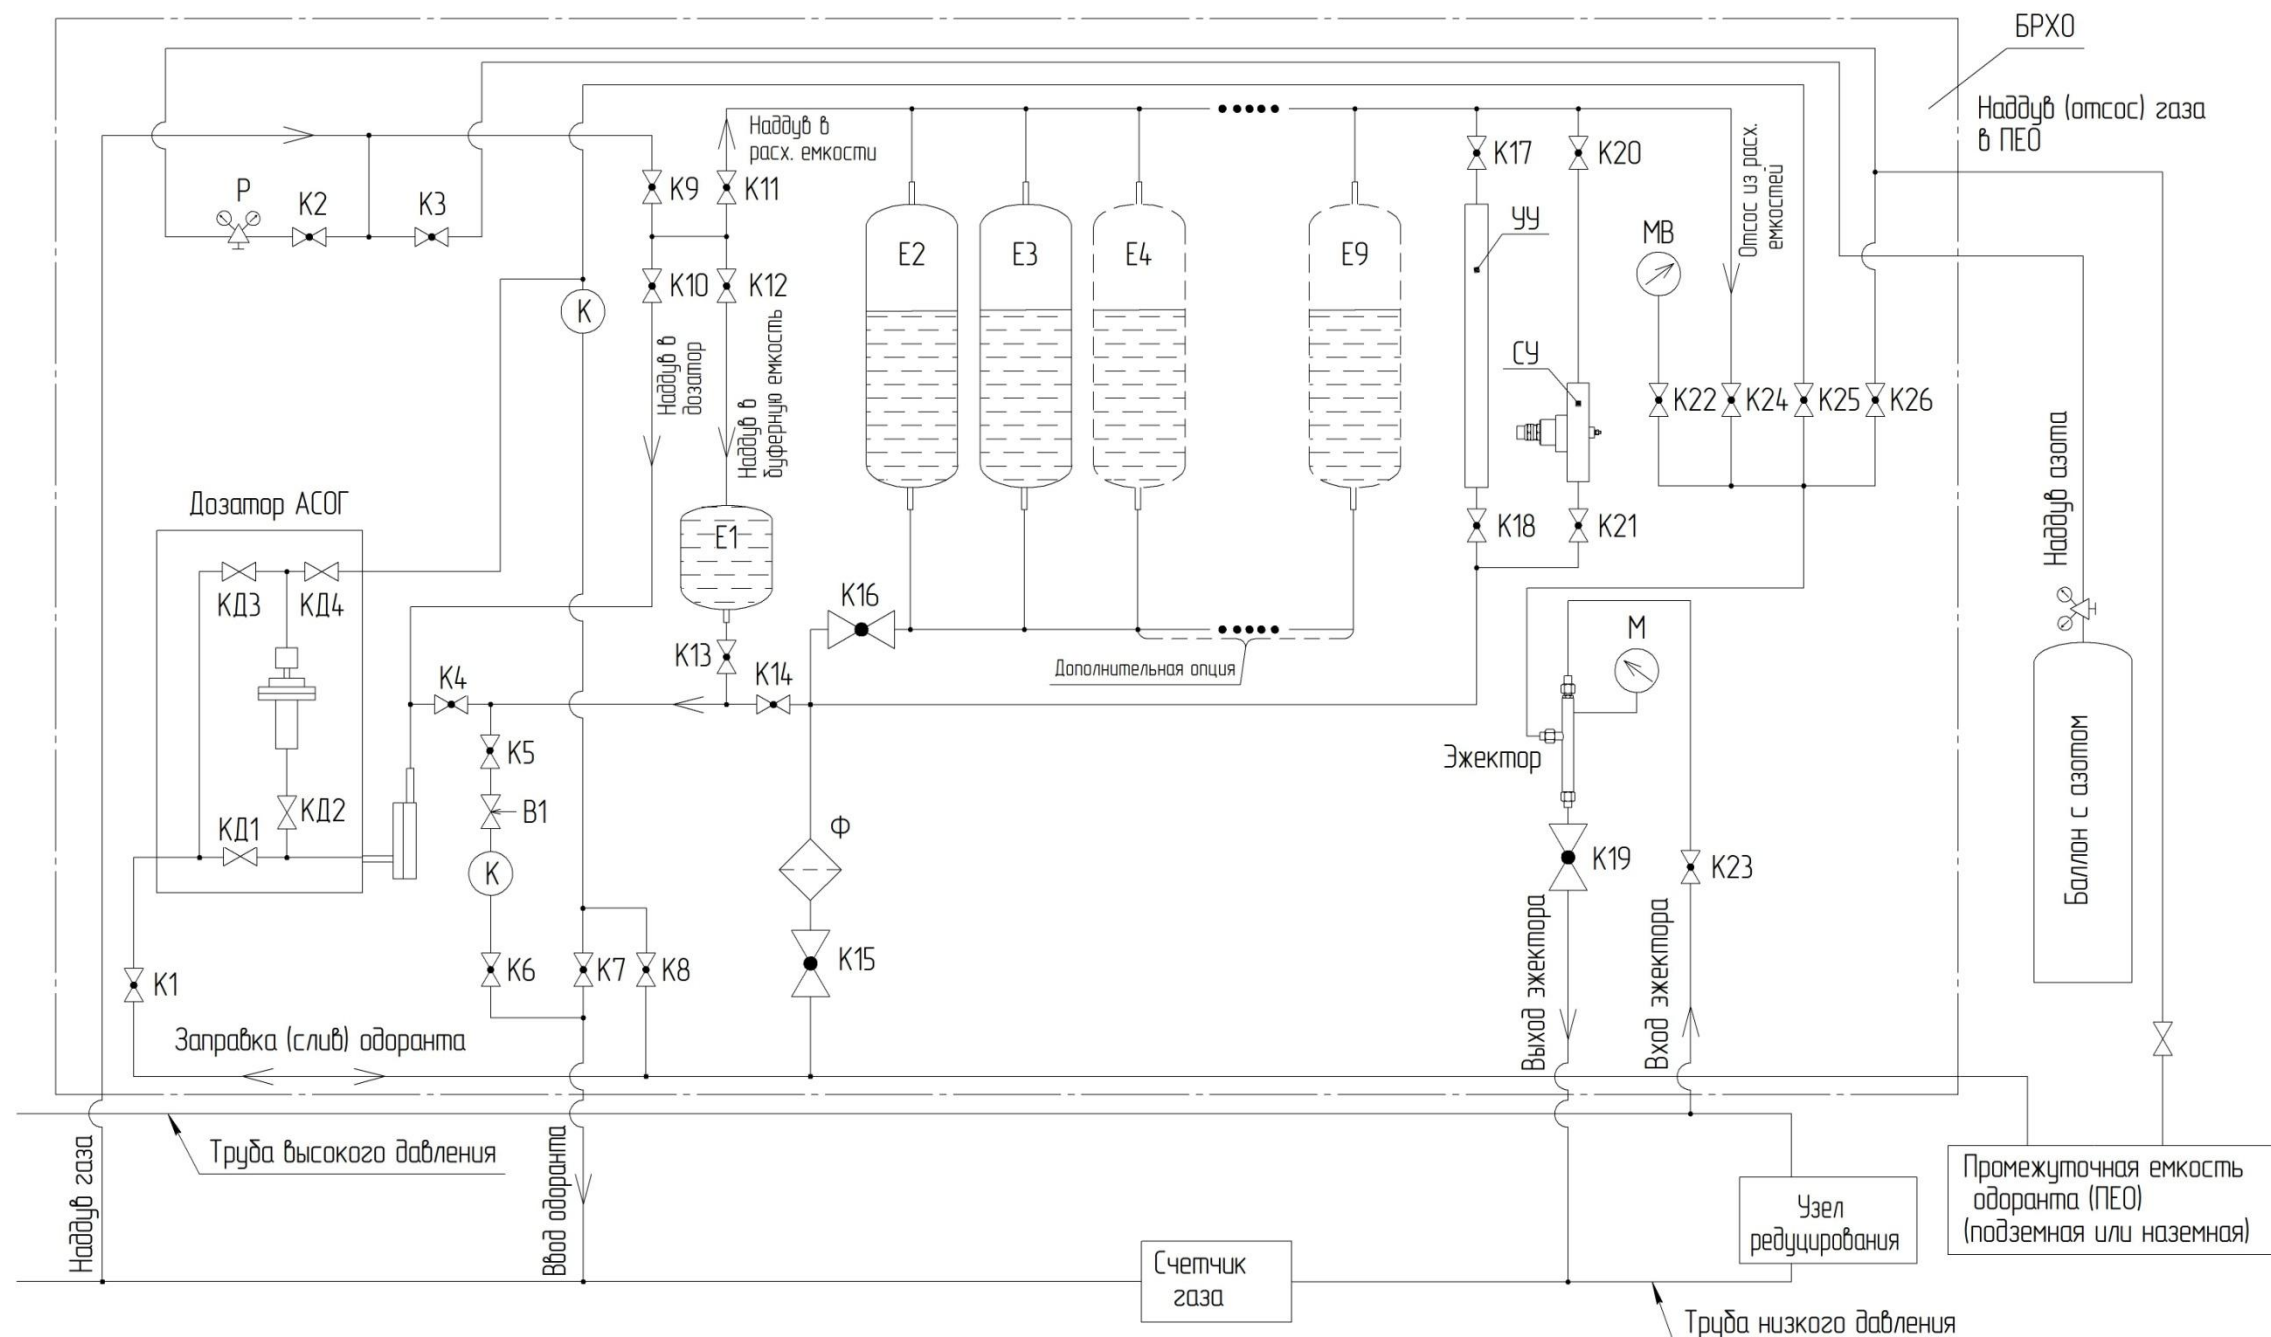 БРХО
Наддув (отсос) газа
в ПЕО
Наддув в
расх. емкости
К17
К20
Отсос из расх.
емкостей
Р
К2
К3
К9
К11
УУ
МВ
Е2
Е3
Е4
Е9
К10
К12
К
Наддув в
дозатор
Наддув в
буферную емкость
СУ
К22
К24
К25
К26
Наддув азота
Дозатор АСОГ
Е1
К18
К21
КД3
КД4
К16
К13
К14
К4
Дополнительная опция
М
К5
Эжектор
Баллон с азотом
КД2
В1
КД1
Ф
К
К19
К23
К6
К7
К8
К15
К1
Заправка (слив) одоранта
Выход эжектора
Вход эжектора
Труба высокого давления
Наддув газа
Ввод одоранта
Промежуточная емкость
одоранта (ПЕО)
(подземная или наземная)
Узел
редуцирования
Счетчик
газа
Труба низкого давления